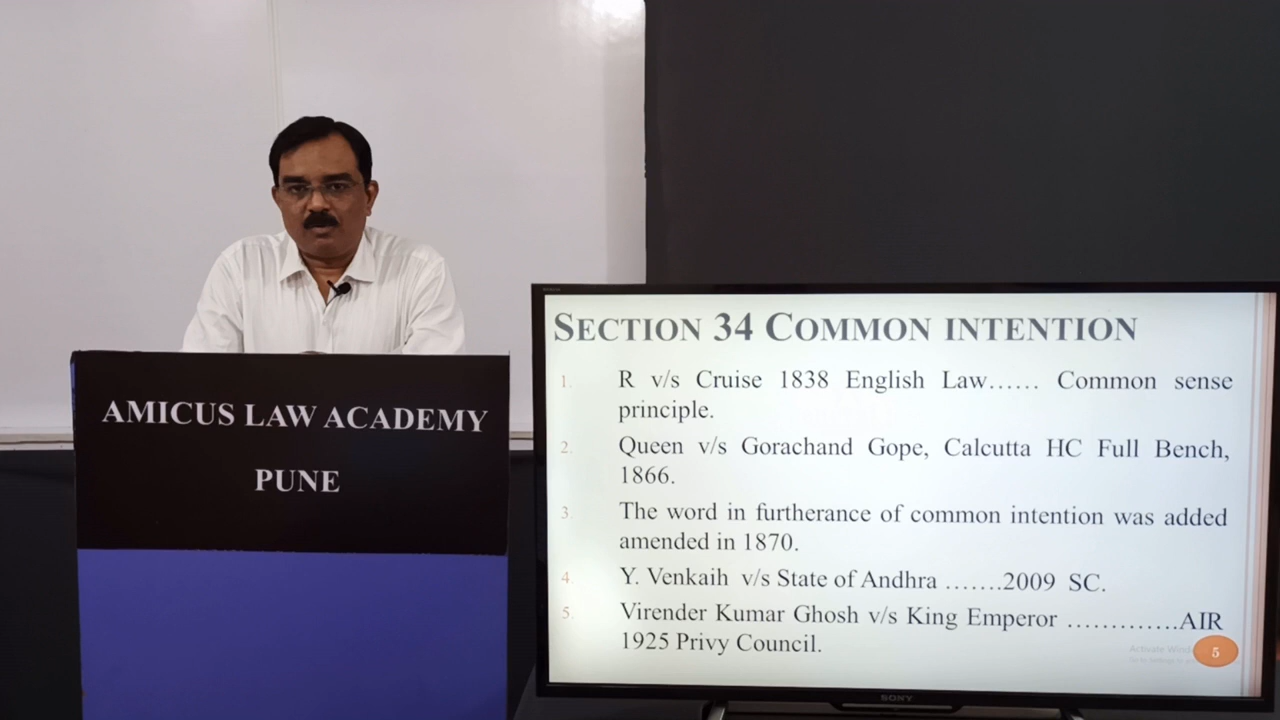 AMICUS LAW ACADEMY
PUNE
SECTION 34 COMMON INTENTION
1. R v/s Cruise 1838 English Law…… Common sense
principle.
2. Queen v/s Gorachand Gope, Calcutta HC Full Bench,
1866.
3. The word in furtherance of common intention was added
amended in 1870.
4. Y. Venkaih v/s State of Andhra …….2009 SC.
5. Virender Kumar Ghosh v/s King Emperor ………….AIR
1925 Privy Council.
Activate
5
SONY